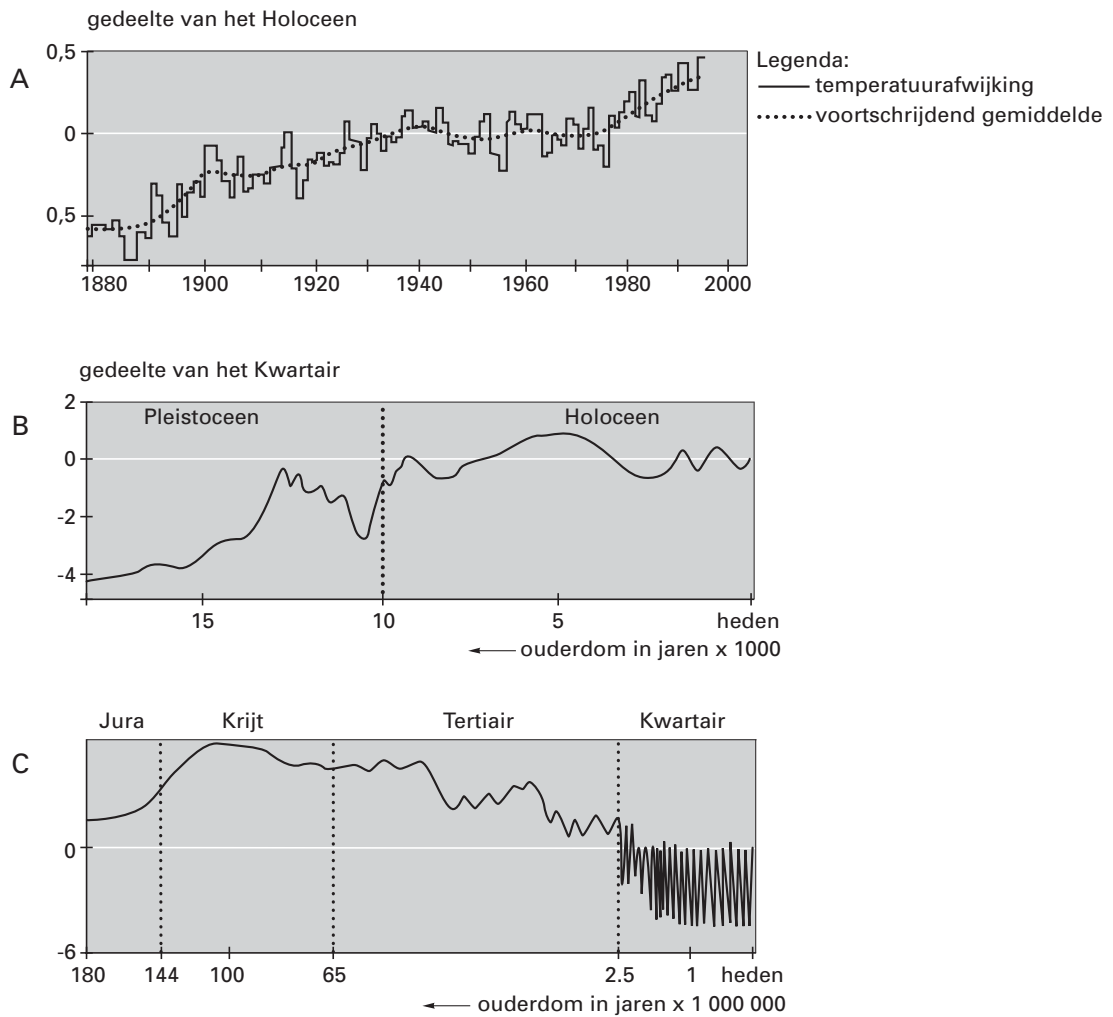 gedeelte van het Holoceen
A
0,5
0
0,5
1880 1900 1920 1940 1960 1980 2000
Legenda:
temperatuurafwijking
voortschrijdend gemiddelde
gedeelte van het Kwartair
B
Pleistoceen Holoceen
2
0
-2
-4
15 10 5 heden
ouderdom in jaren x 1000
Jura Krijt Tertiair Kwartair
C
0
-6
180 144 100 65 2.5 1 heden
ouderdom in jaren x 1 000 000